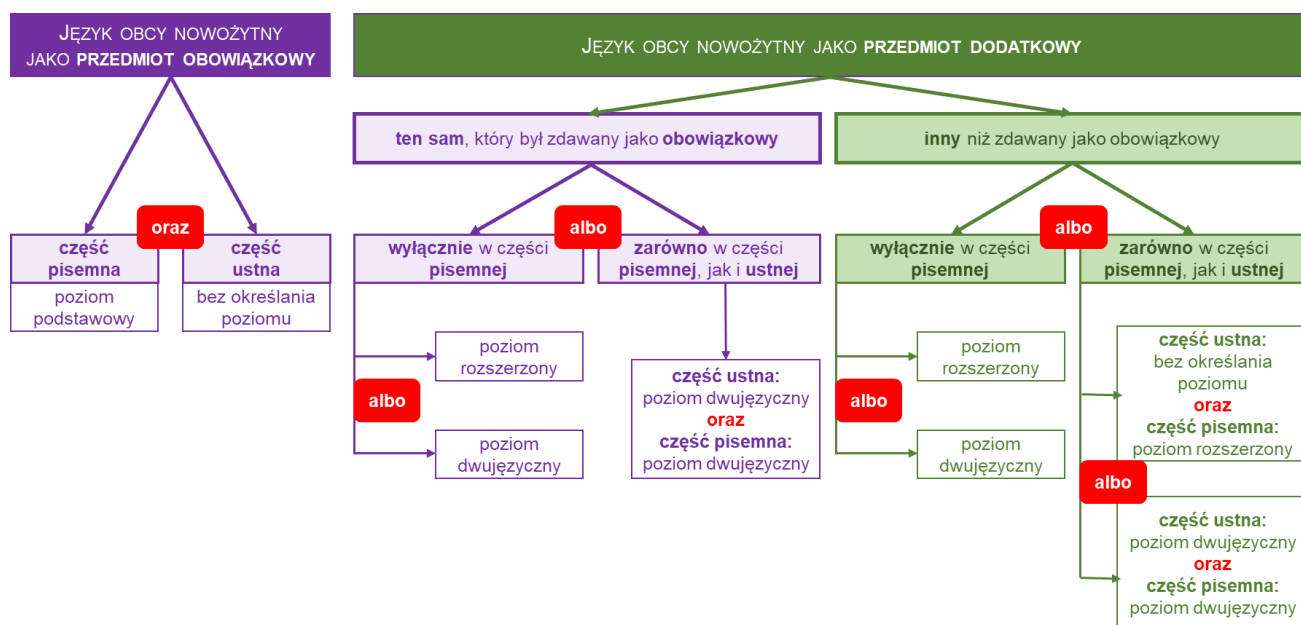 JĘZYK OBCY NOWOŻYTNY
JAKO PRZEDMIOT OBOWIĄZKOWY
JĘZYK OBCY NOWOŻYTNY JAKO PRZEDMIOT DODATKOWY
ten sam, który był zdawany jako obowiązkowy
inny niż zdawany jako obowiązkowy
oraz
część
pisemna
poziom
podstawowy
część
ustna
bez określania
poziomu
albo
wyłącznie w części
pisemnej
zarówno w części
pisemnej, jak i ustnej
poziom
rozszerzony
albo
poziom
dwujęzyczny
część ustna:
poziom dwujęzyczny
oraz
część pisemna:
poziom dwujęzyczny
albo
wyłącznie w części
pisemnej
zarówno w części
pisemnej, jak i ustnej
poziom
rozszerzony
albo
poziom
dwujęzyczny
część ustna:
bez określania
poziomu
oraz
część pisemna:
poziom rozszerzony
albo
część ustna:
poziom dwujęzyczny
oraz
część pisemna:
poziom dwujęzyczny